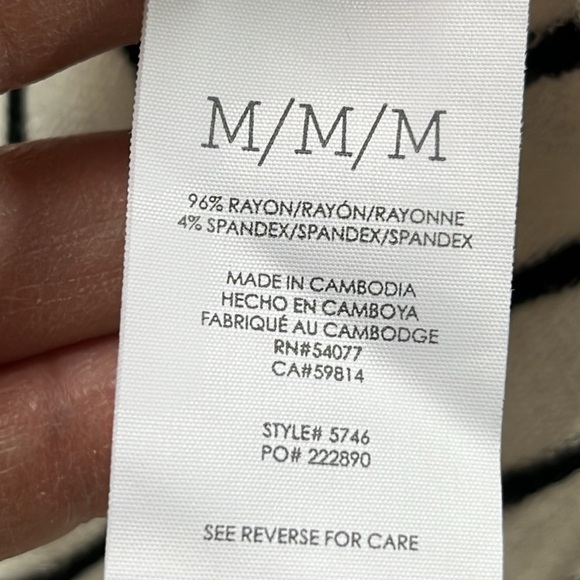 M/M/M
96% RAYON/RAYÓN/RAYONNE
4% SPANDEX/SPANDEX/SPANDEX
MADE IN CAMBODIA
HECHO EN CAMBOYA
FABRIQUÉ AU CAMBODGE
RN#54077
CA#59814
STYLE# 5746
PO# 222890
SEE REVERSE FOR CARE